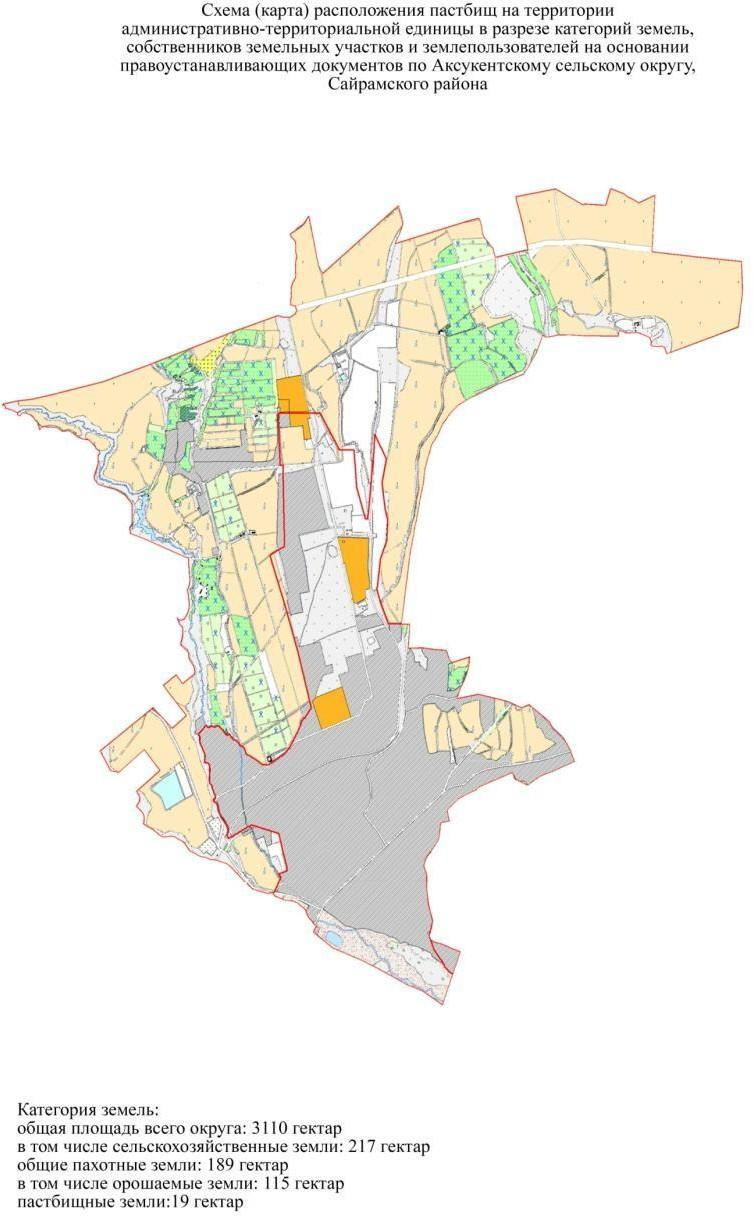 Схема (карта) расположения пастбищ на территории
административно-территориальной единицы в разрезе категорий земель,
собственников земельных участков и землепользователей на основании
правоустанавливающих документов по Аксукентскому сельскому округу,
Сайрамского района
Категория земель:
общая площадь всего округа: 3110 гектар
в том числе сельскохозяйственные земли: 217 гектар
общие пахотные земли: 189 гектар
в том числе орошаемые земли: 115 гектар
пастбищные земли:19 гектар